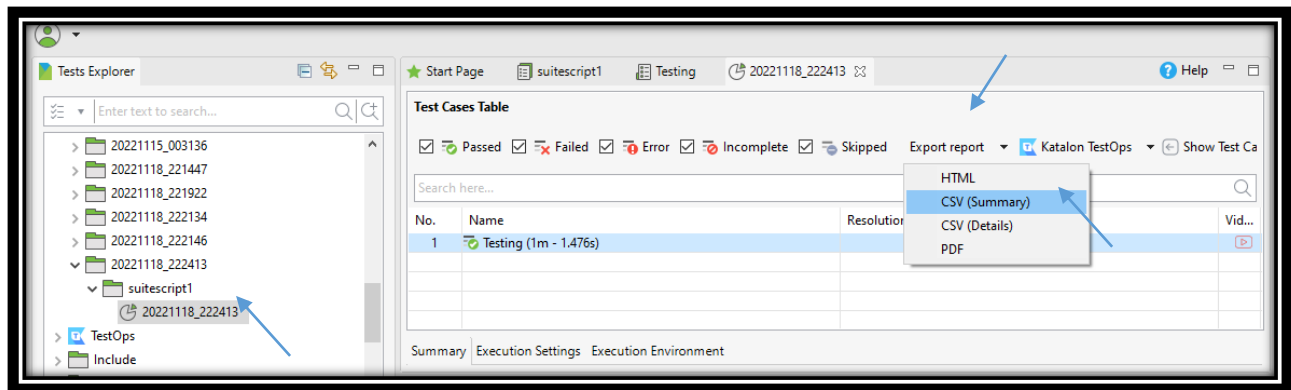 Tests Explorer
Enter text to search...
20221115_003136
20221118_221447
20221118_221922
20221118_222134
20221118_222146
20221118_222413
suitescript1
20221118_222413
TestOps
Include
Start Page suitescript1 Testing 20221118_222413 Help
Test Cases Table
Passed Failed Error Incomplete Skipped Export report Katalon TestOps Show Test Ca
HTML
CSV (Summary)
CSV (Details)
PDF
Search here...
No. Name Resolution Vid...
1 Testing (1m - 1.476s)
Summary Execution Settings Execution Environment